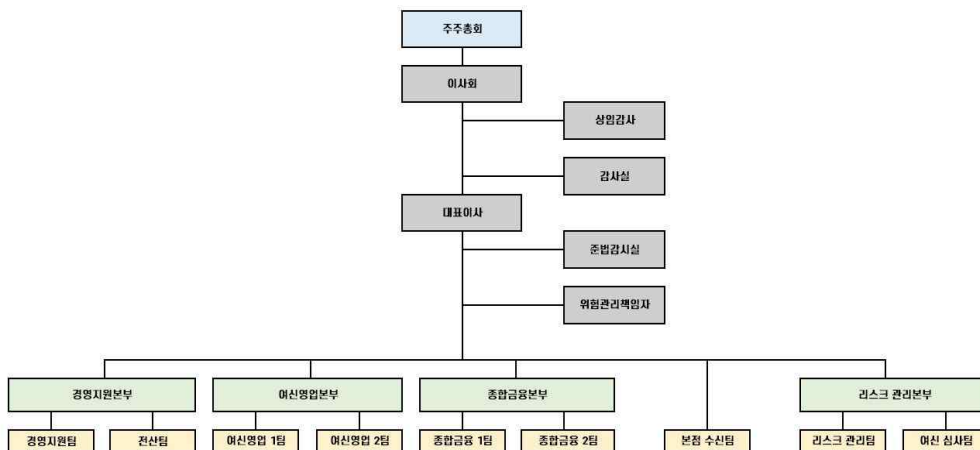 주주총회
이사회
상임감사
감사실
대표이사
준법감시실
위험관리책임자
경영지원본부
여신영업본부
종합금융본부
리스크 관리본부
경영지원팀
전산팀
여신영업 1팀
여신영업 2팀
종합금융 1팀
종합금융 2팀
본점 수신팀
리스크 관리팀
여신 심사팀